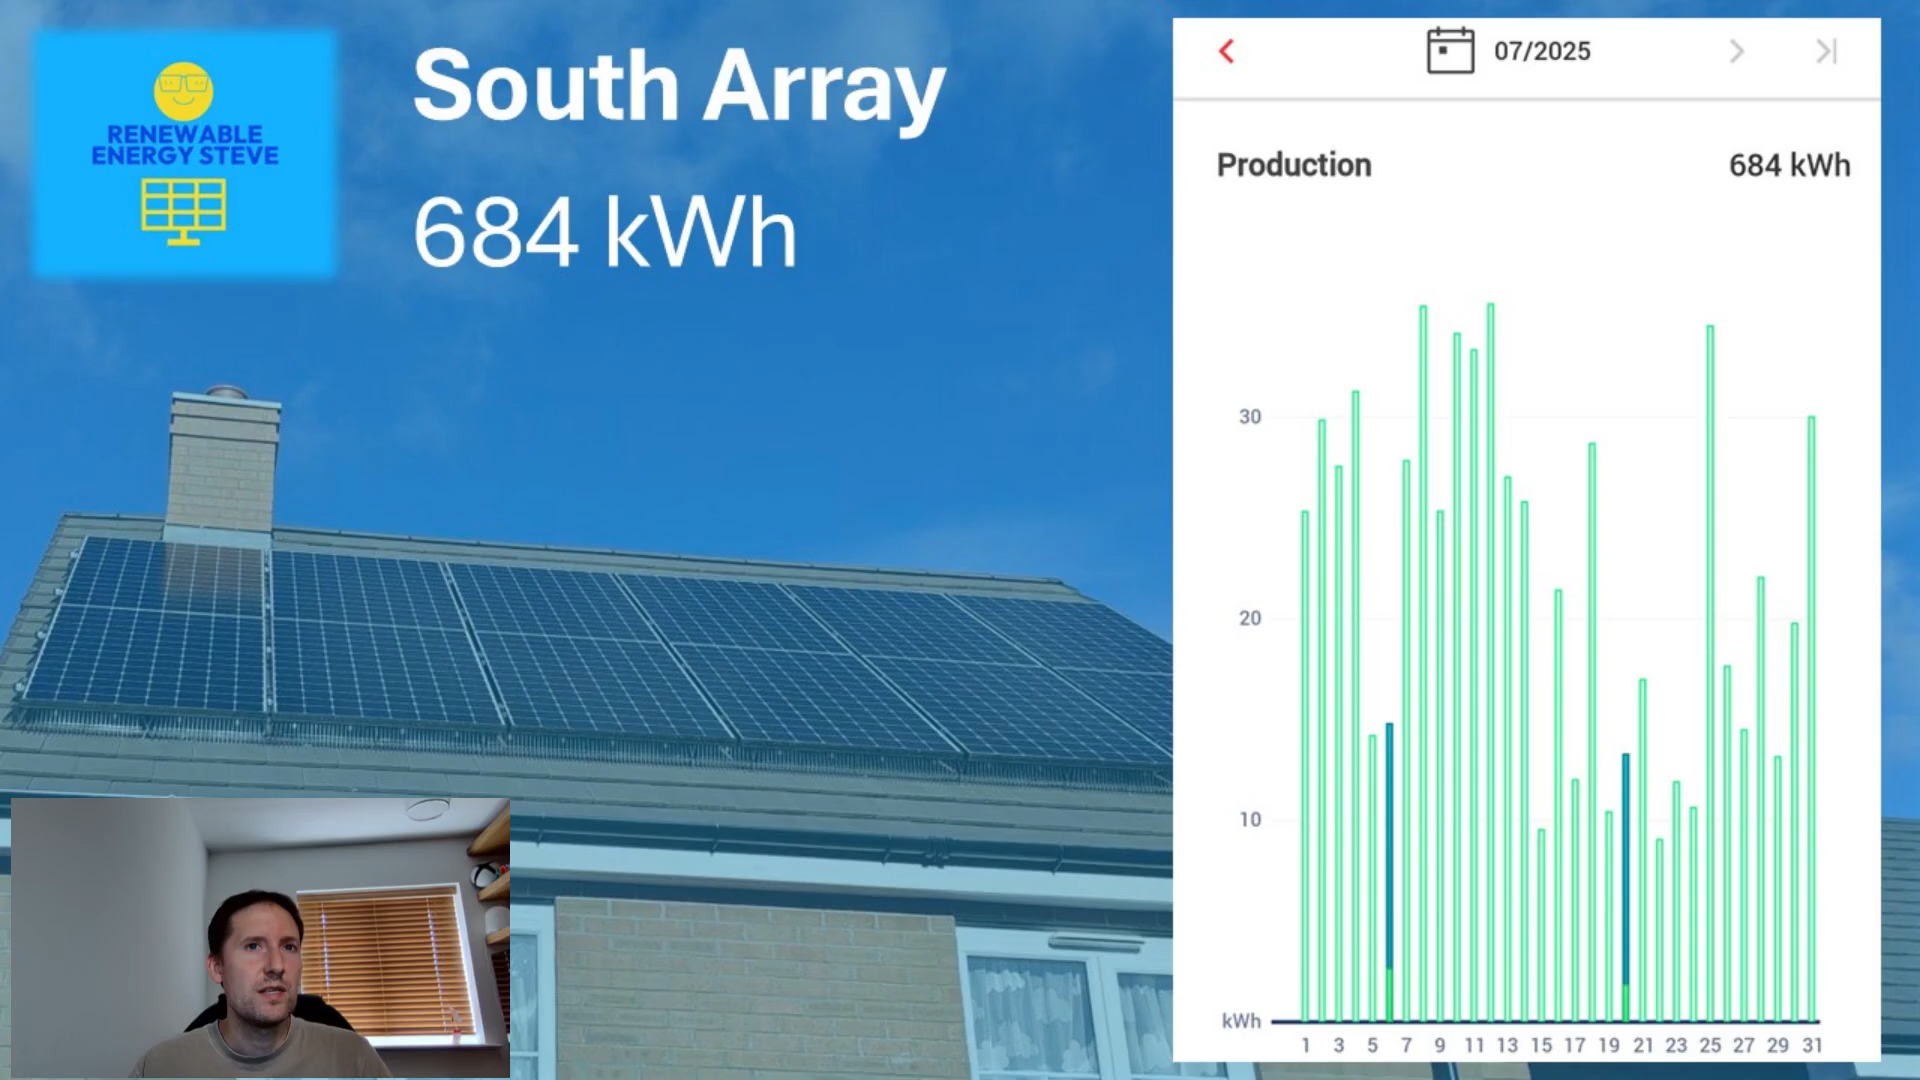 RENEWABLE
ENERGY STEVE
South Array
684 kWh
07/2025
Production 684 kWh
30
20
10
kWh
1 3 5 7 9 11 13 15 17 19 21 23 25 27 29 31